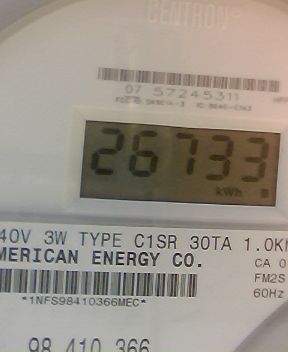 CENTRON
07 57245311
26733
kWh
40V 3W TYPE C1SR 30TA 1.0K
MERICAN ENERGY CO.
CA 0
FM2S
60Hz
*1NFS98410366MEC*
98 410 366